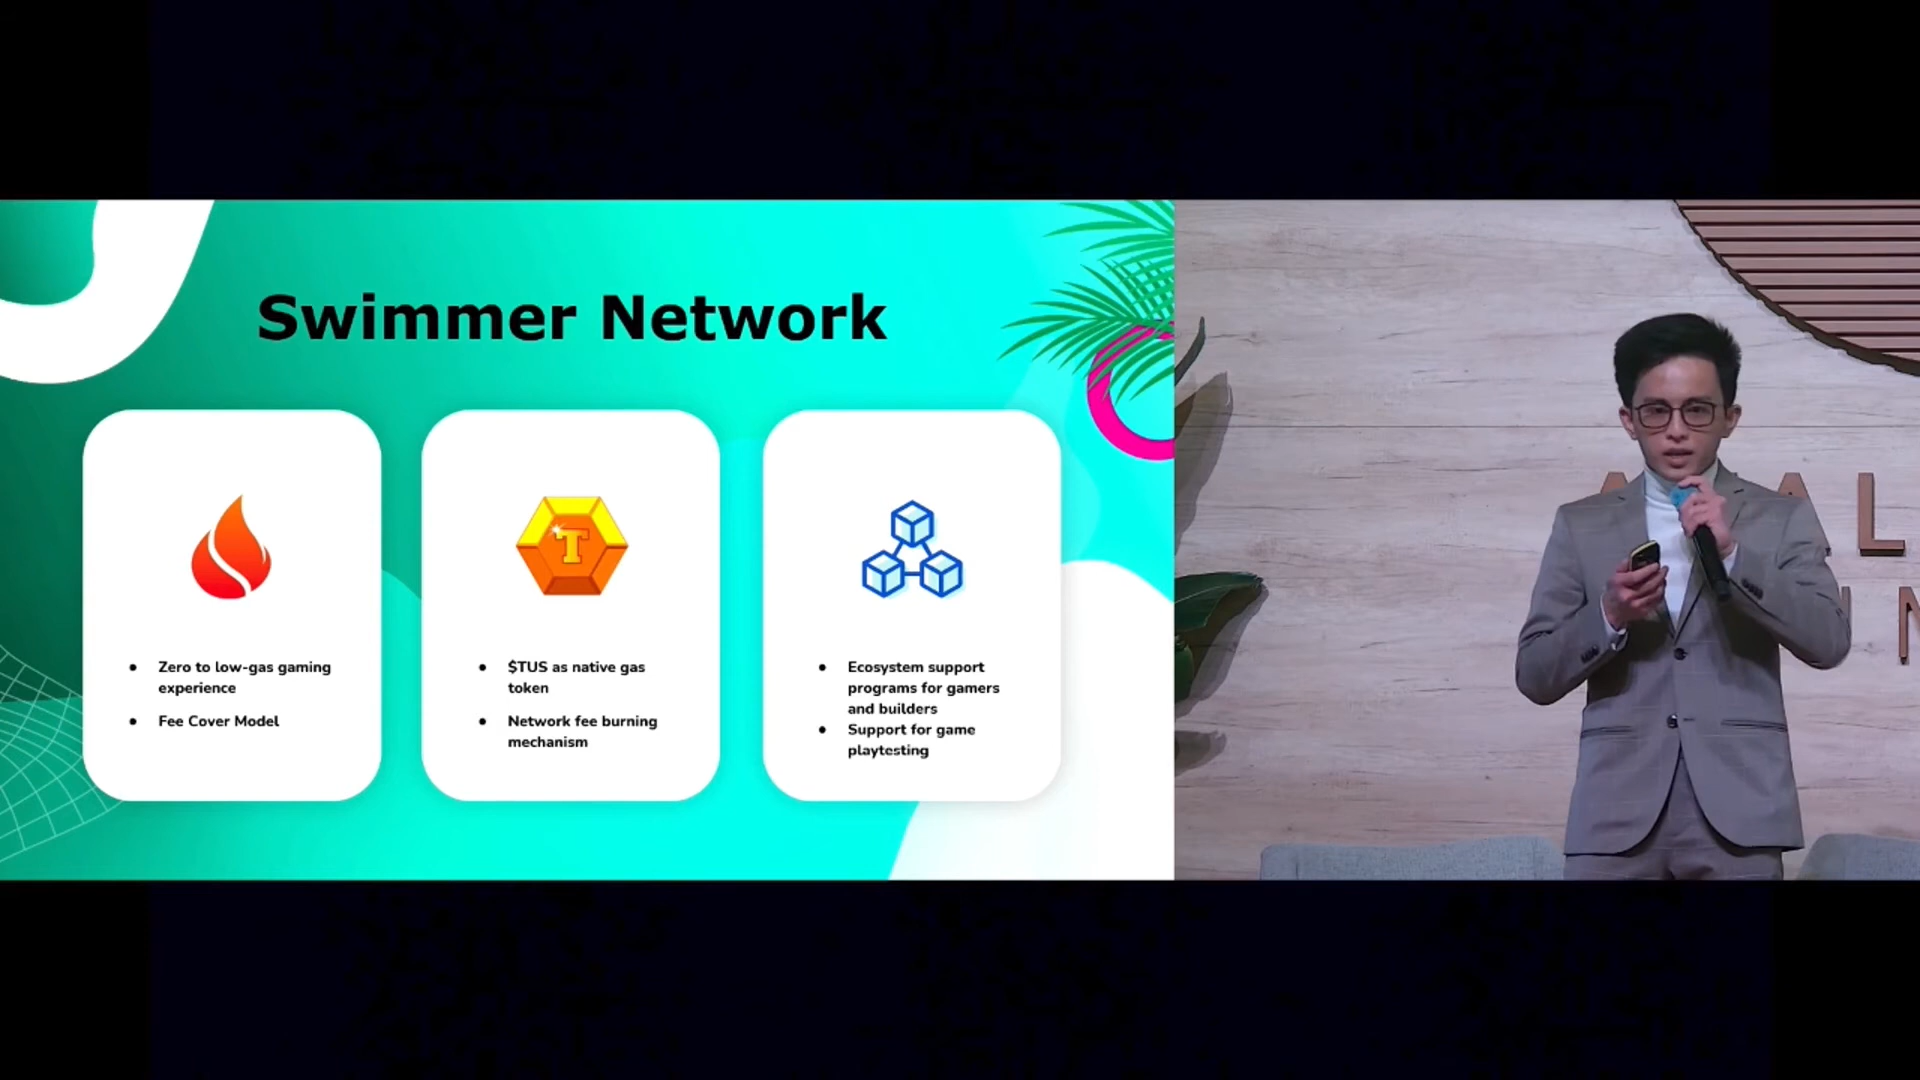 Swimmer Network
T
• Zero to low-gas gaming
experience
• Fee Cover Model
• $TUS as native gas
token
• Network fee burning
mechanism
• Ecosystem support
programs for gamers
and builders
• Support for game
playtesting